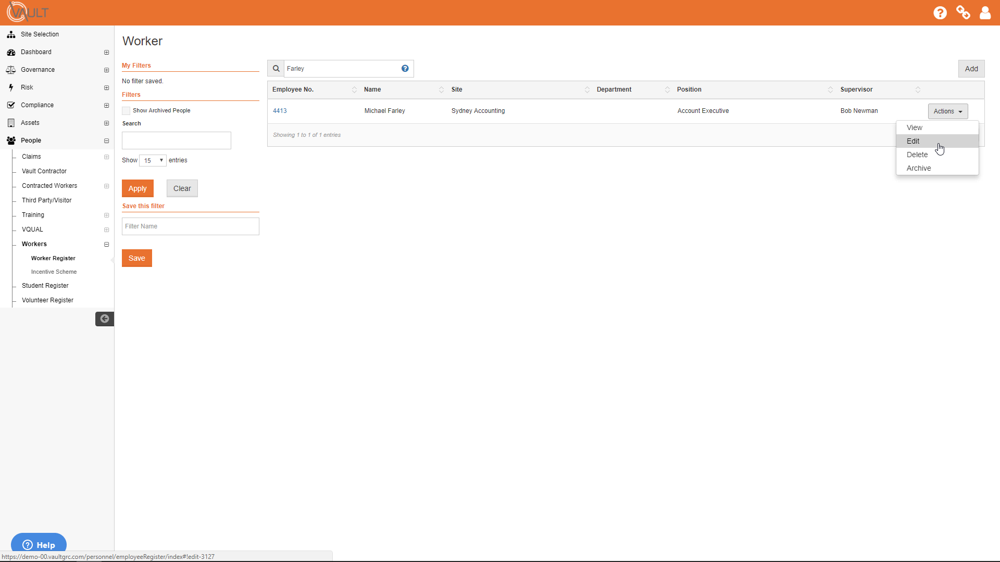 VAULT
Site Selection
Dashboard
Governance
Risk
Compliance
Assets
People
Claims
Vault Contractor
Contracted Workers
Third Party/Visitor
Training
VQUAL
Workers
Worker Register
Incentive Scheme
Student Register
Volunteer Register
Help
Worker
My Filters
No filter saved.
Filters
Show Archived People
Search
Show 15 entries
Apply Clear
Save this filter
Filter Name
Save
Farley
Add
Employee No. Name Site Department Position Supervisor
4413 Michael Farley Sydney Accounting Account Executive Bob Newman Actions
Showing 1 to 1 of 1 entries
View
Edit
Delete
Archive
https://demo-00.vaultgrc.com/personnel/employeeRegister/index#!edit-3127